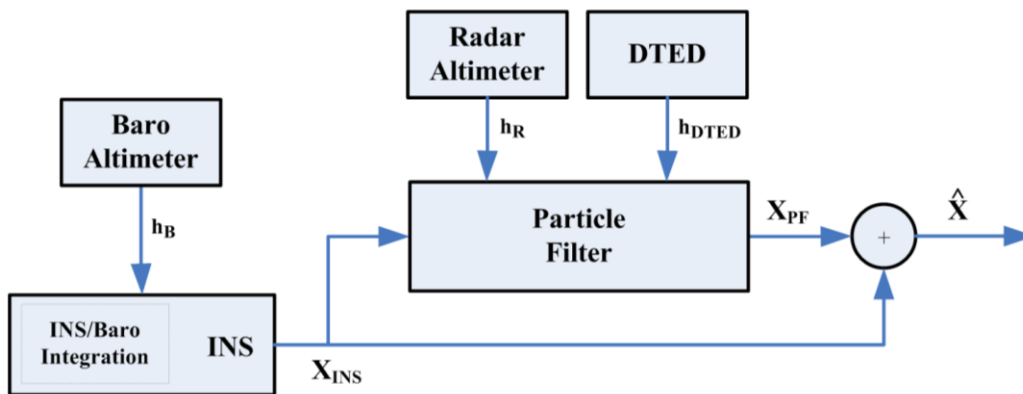 Radar
Altimeter
DTED
Baro
Altimeter
h_R
h_DTED
h_B
Particle
Filter
X_PF
X̂
+
INS/Baro
Integration
INS
X_INS